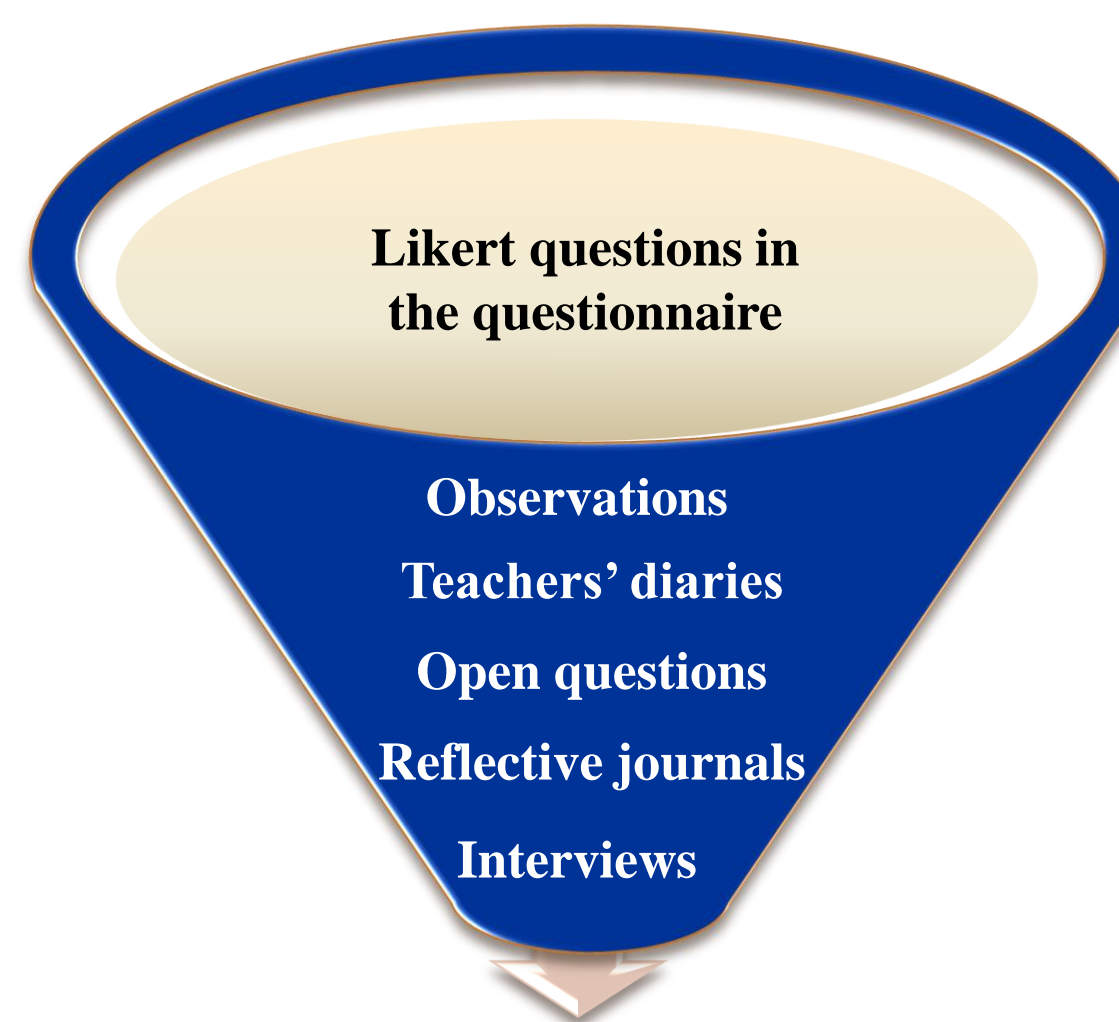 Likert questions in
the questionnaire
Observations
Teachers’ diaries
Open questions
Reflective journals
Interviews